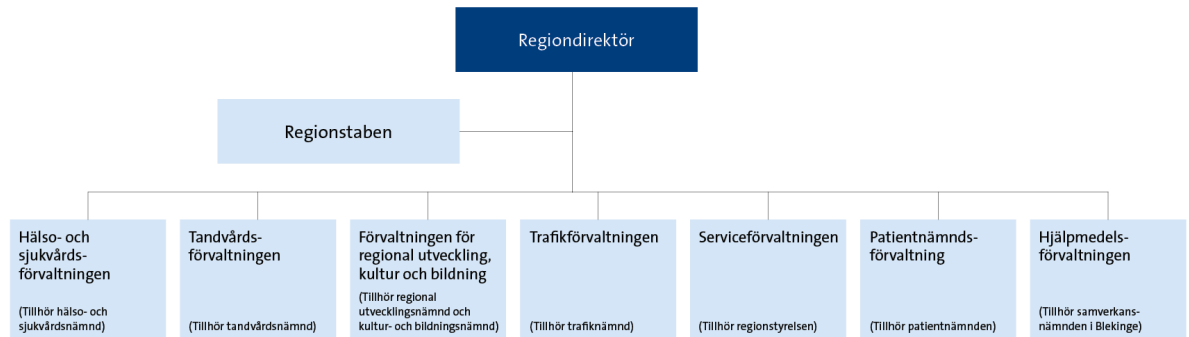 Regiondirektör
Regionstaben
Hälso- och
sjukvårds-
förvaltningen
(Tillhör hälso- och
sjukvårdsnämnd)
Tandvårds-
förvaltningen
(Tillhör tandvårdsnämnd)
Förvaltningen för
regional utveckling,
kultur och bildning
(Tillhör regional
utvecklingsnämnd och
kultur- och bildningsnämnd)
Trafikförvaltningen
(Tillhör trafiknämnd)
Serviceförvaltningen
(Tillhör regionstyrelsen)
Patientnämnds-
förvaltning
(Tillhör patientnämnden)
Hjälpmedels-
förvaltningen
(Tillhör samverkans-
nämnden i Blekinge)